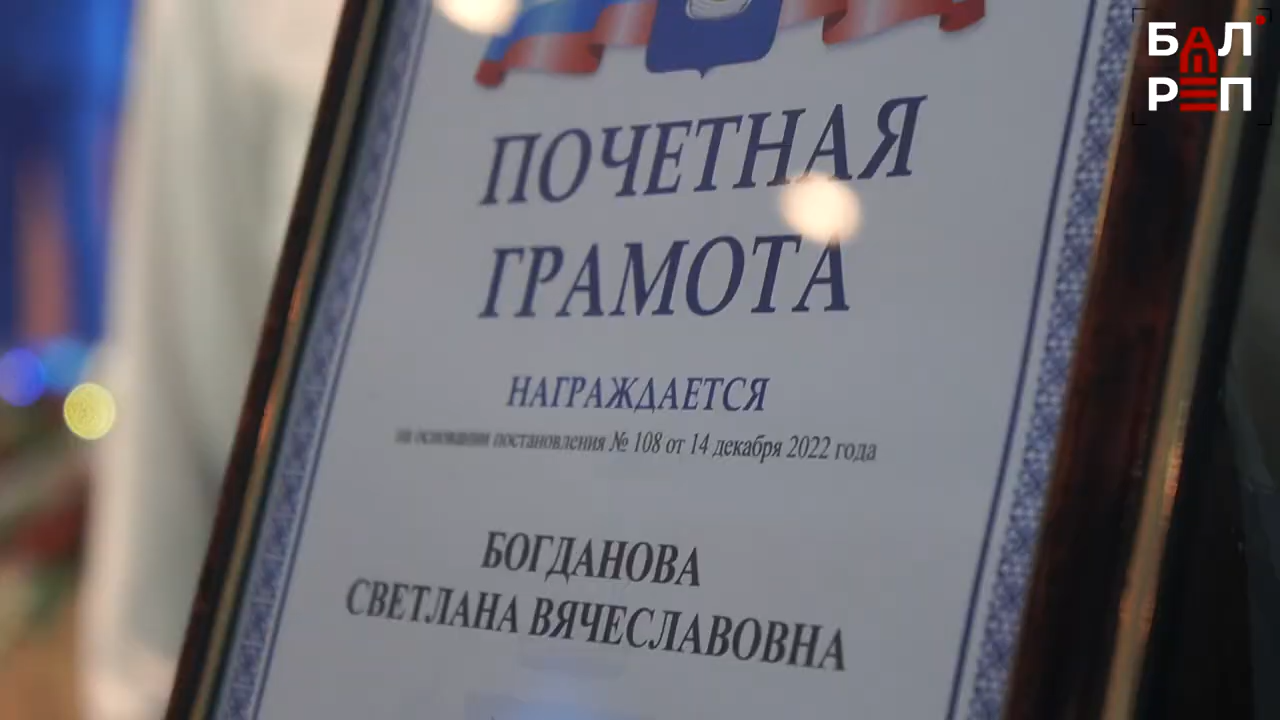 БАЛ
РЕП
ПОЧЕТНАЯ
ГРАМОТА
НАГРАЖДАЕТСЯ
на основании постановления № 108 от 14 декабря 2022 года
БОГДАНОВА
СВЕТЛАНА ВЯЧЕСЛАВОВНА